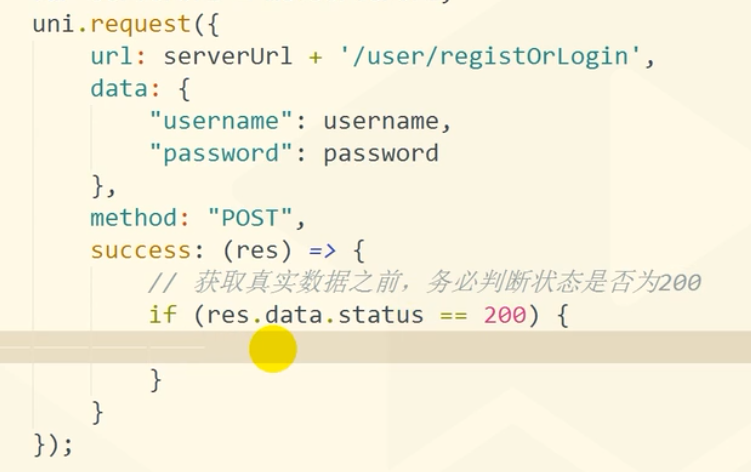 uni.request({
url: serverUrl + '/user/registOrLogin',
data: {
"username": username,
"password": password
},
method: "POST",
success: (res) => {
// 获取真实数据之前，务必判断状态是否为200
if (res.data.status == 200) {
}
}
});